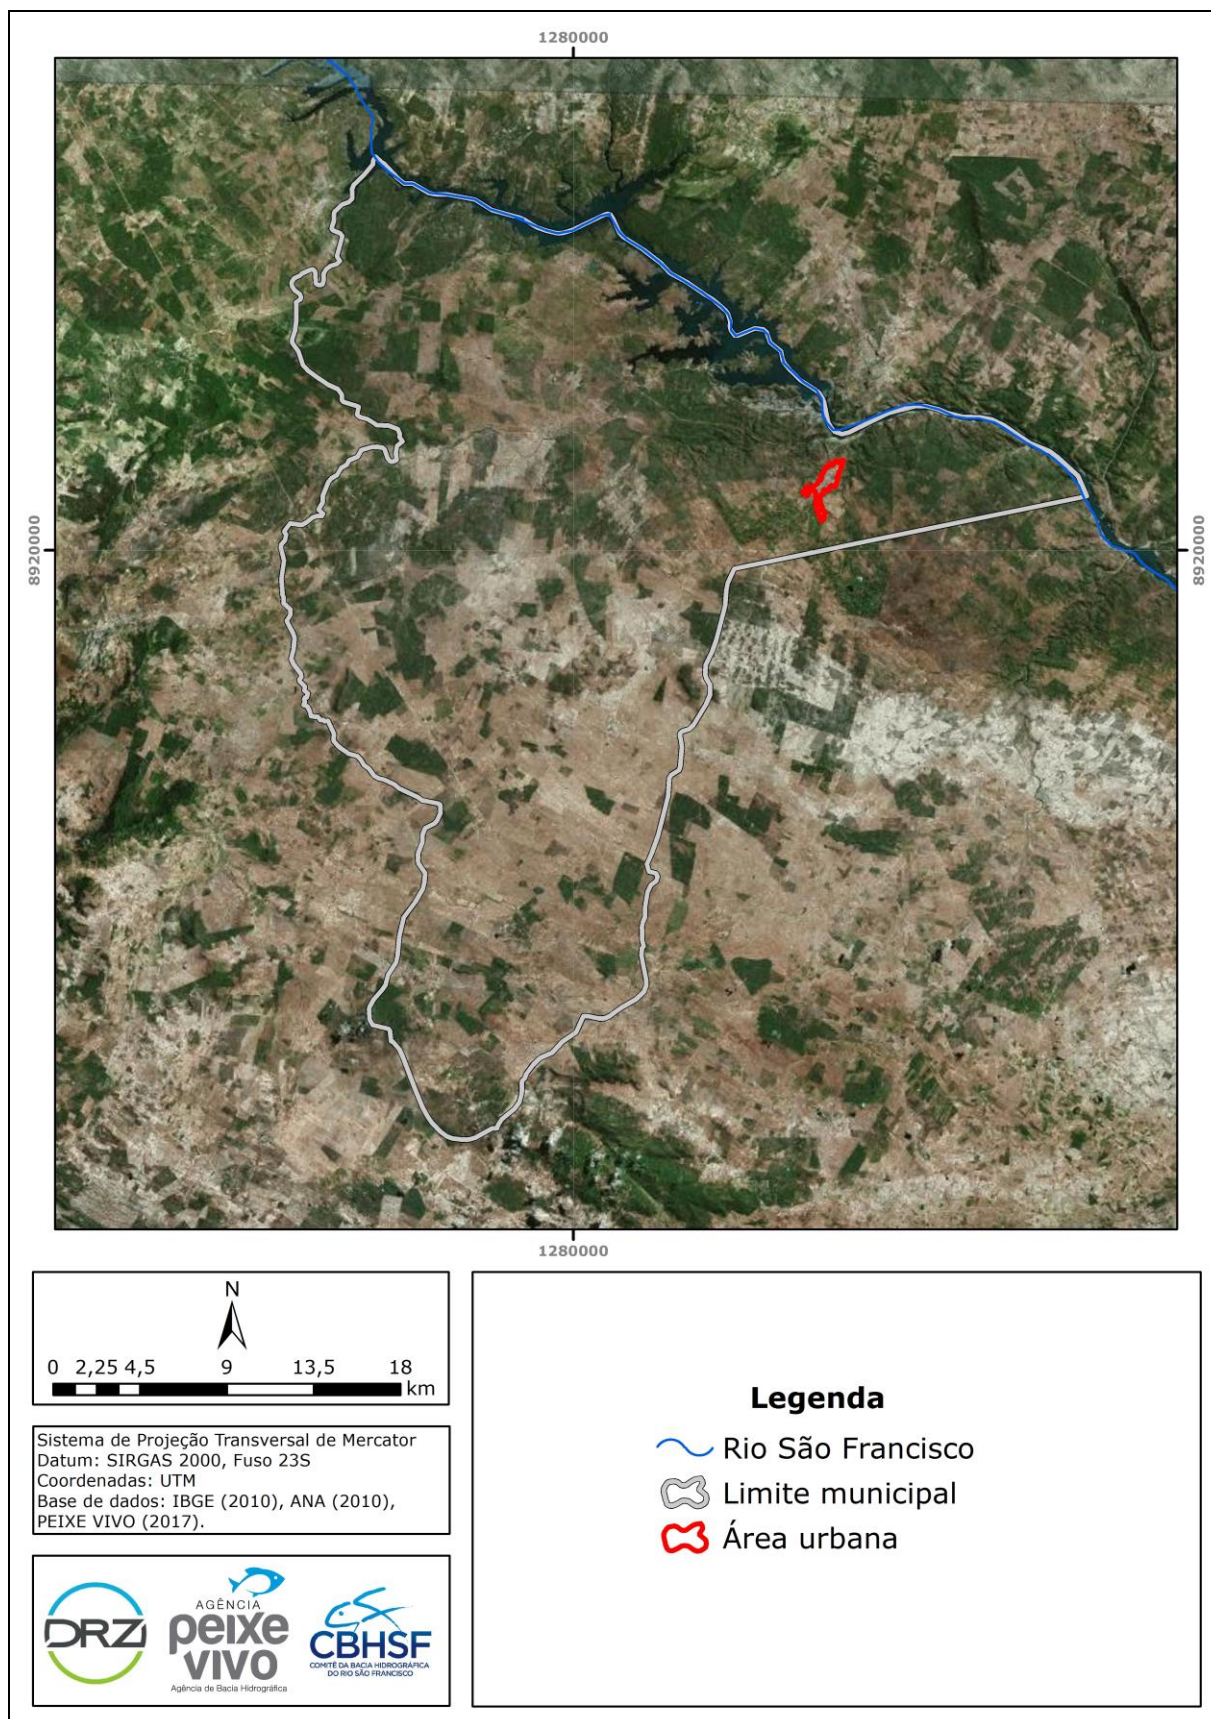 1280000
8920000
8920000
1280000
N
0 2,25 4,5 9 13,5 18
km
Sistema de Projeção Transversal de Mercator
Datum: SIRGAS 2000, Fuso 23S
Coordenadas: UTM
Base de dados: IBGE (2010), ANA (2010),
PEIXE VIVO (2017).
Legenda
Rio São Francisco
Limite municipal
Área urbana
DRZ
AGÊNCIA
peixe
VIVO
Agência de Bacia Hidrográfica
CBHSF
COMITÊ DA BACIA HIDROGRÁFICA
DO RIO SÃO FRANCISCO